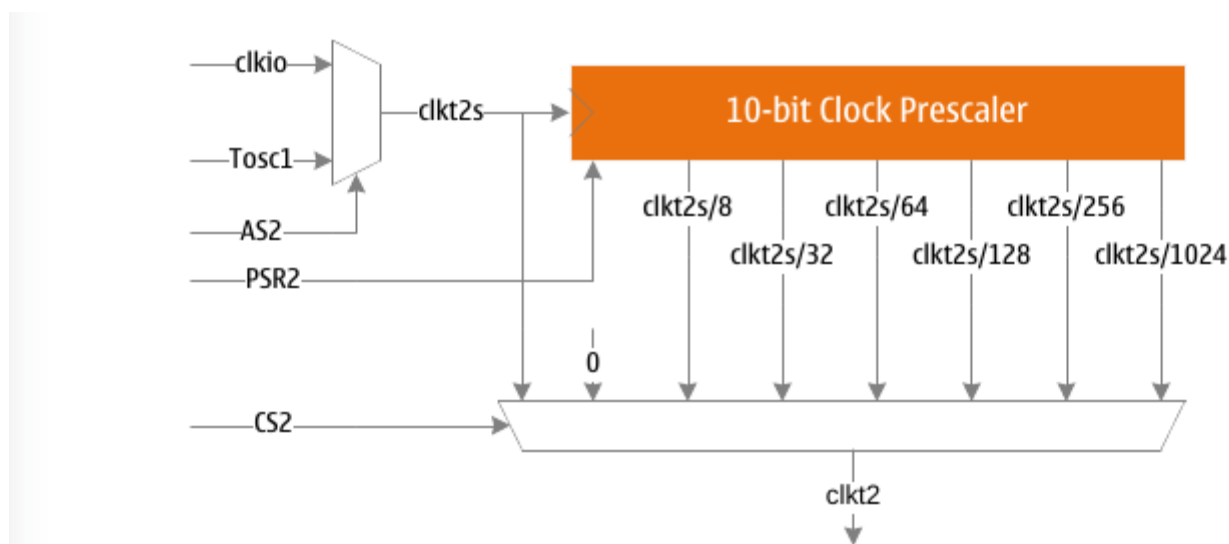 clkio
clkt2s
10-bit Clock Prescaler
Tosc1
clkt2s/8
clkt2s/64
clkt2s/256
AS2
clkt2s/32
clkt2s/128
clkt2s/1024
PSR2
0
CS2
clkt2